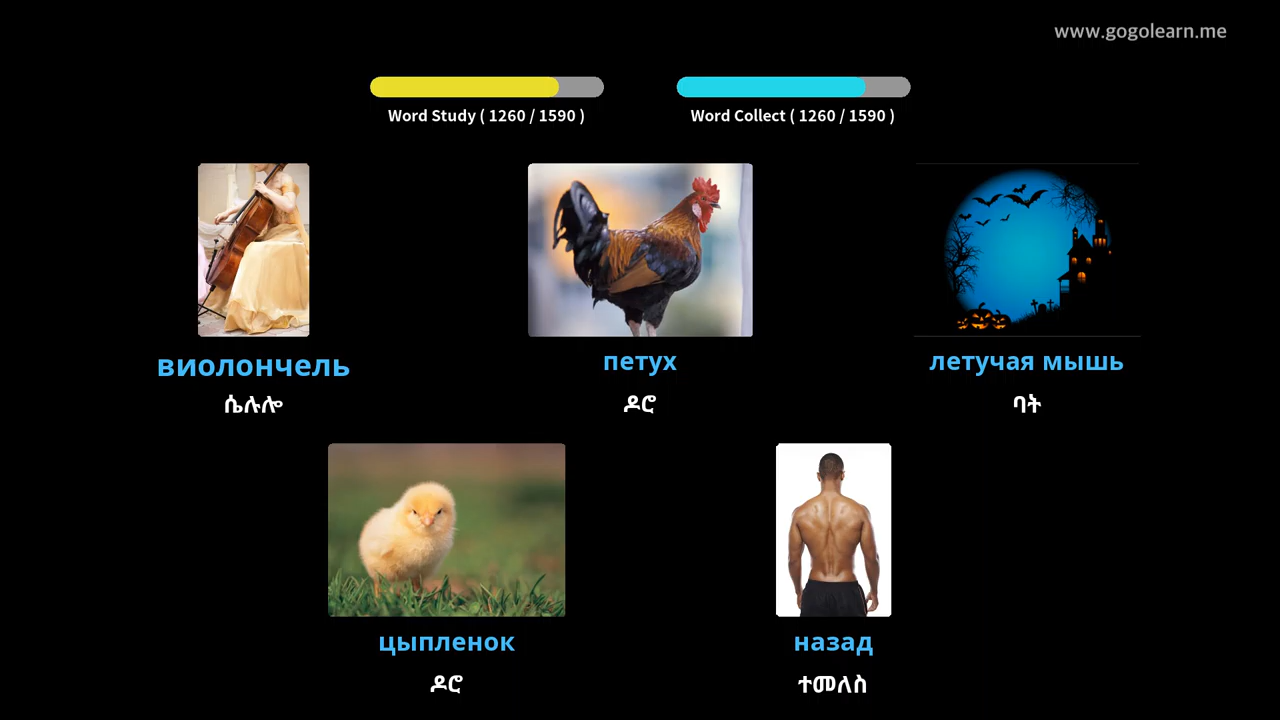 www.gogolearn.me
Word Study ( 1260 / 1590 )
Word Collect ( 1260 / 1590 )
виолончель
петух
летучая мышь
ሴሉሎ
ዶሮ
ባት
цыпленок
назад
ዶሮ
ተመለስ